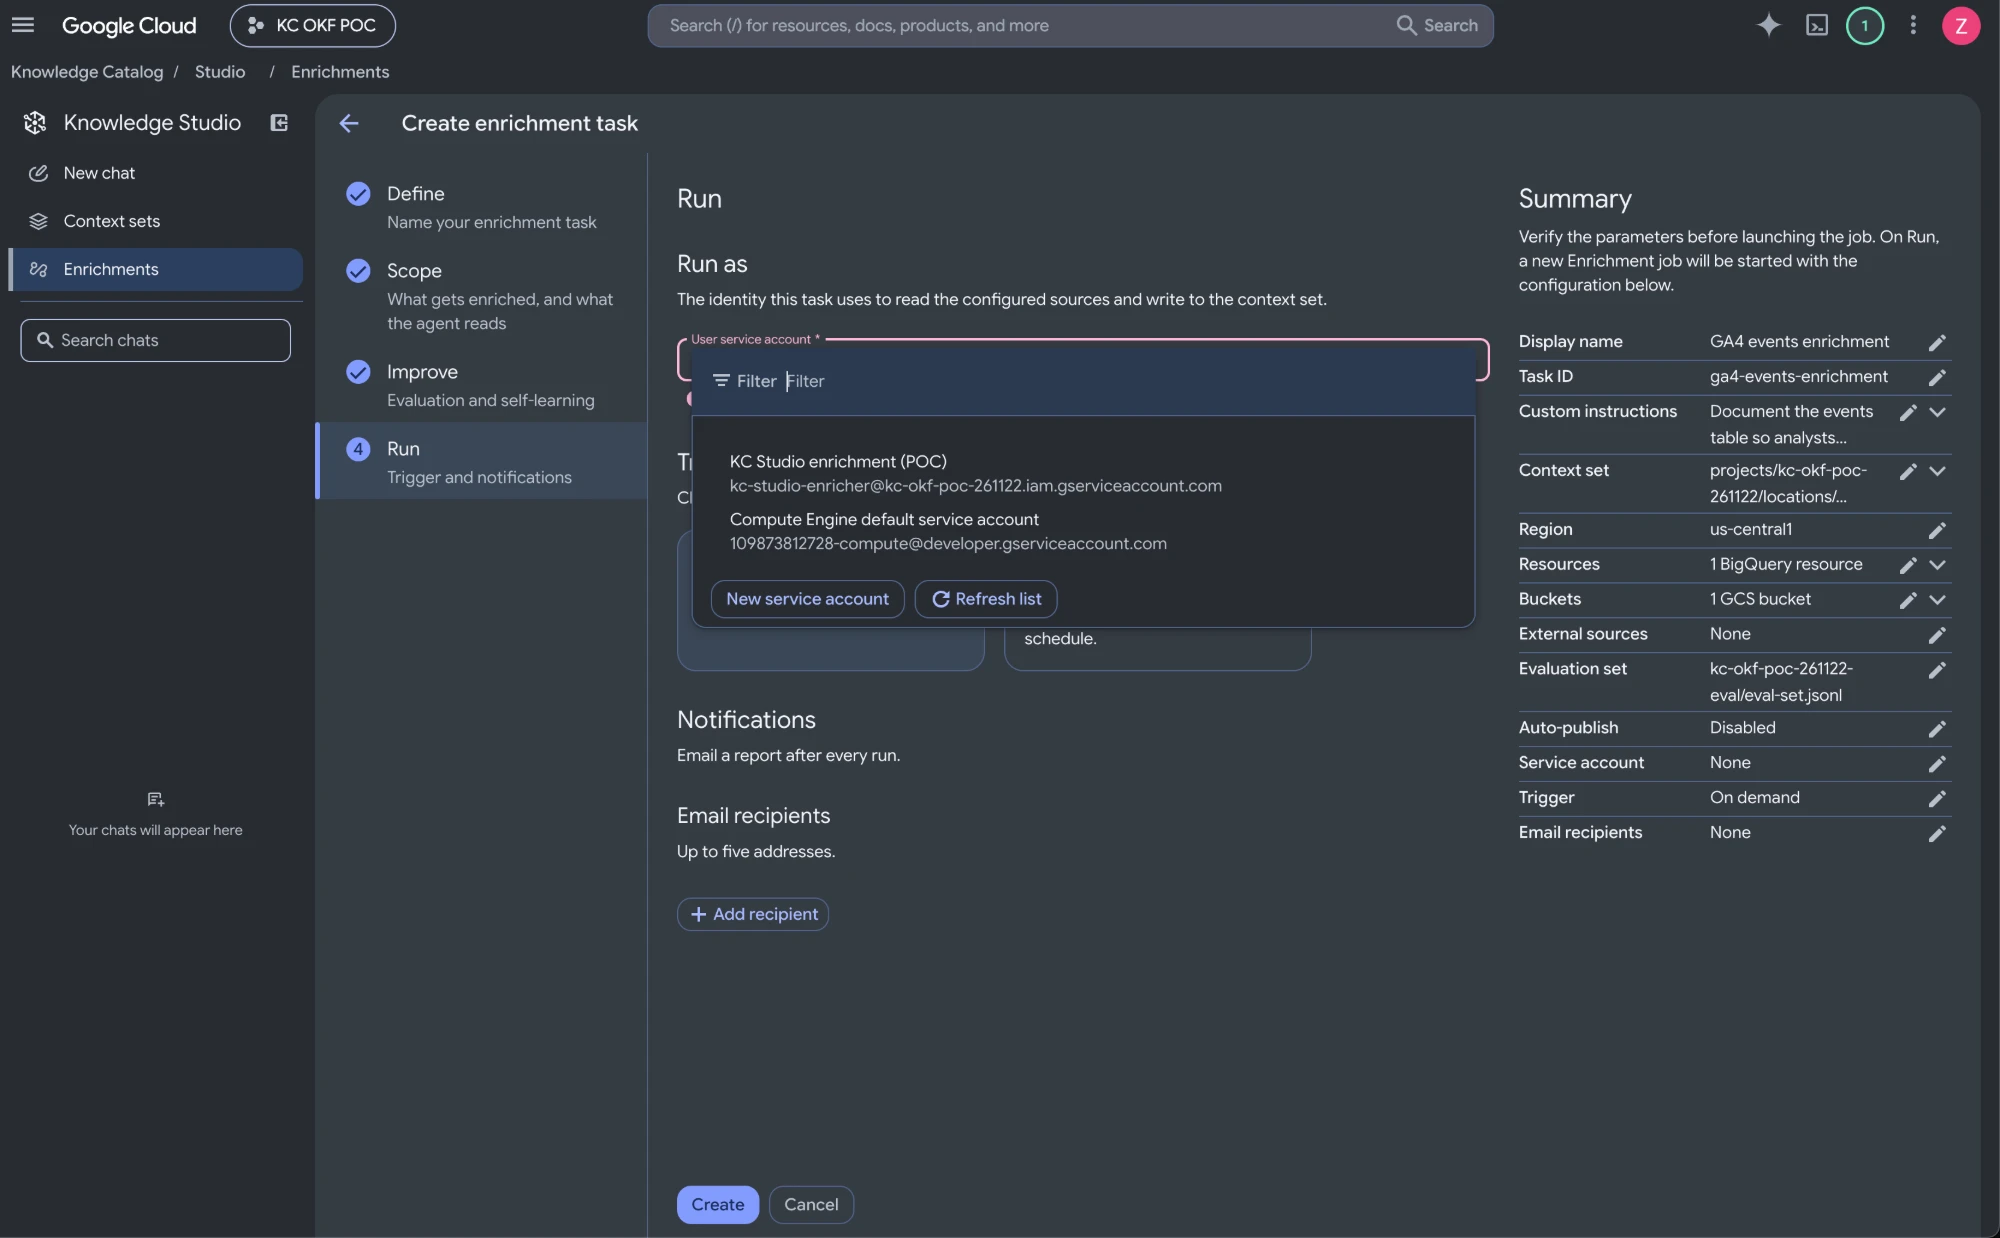 Google Cloud
KC OKF POC
Search (/) for resources, docs, products, and more
Search
1
Z
Knowledge Catalog / Studio / Enrichments
Knowledge Studio
New chat
Context sets
Enrichments
Search chats
Your chats will appear here
Create enrichment task
Define
Name your enrichment task
Scope
What gets enriched, and what
the agent reads
Improve
Evaluation and self-learning
4
Run
Trigger and notifications
Run
Run as
The identity this task uses to read the configured sources and write to the context set.
User service account *
Filter Filter
KC Studio enrichment (POC)
kc-studio-enricher@kc-okf-poc-261122.iam.gserviceaccount.com
Compute Engine default service account
109873812728-compute@developer.gserviceaccount.com
New service account
Refresh list
schedule.
Notifications
Email a report after every run.
Email recipients
Up to five addresses.
Add recipient
Create
Cancel
Summary
Verify the parameters before launching the job. On Run,
a new Enrichment job will be started with the
configuration below.
Display name GA4 events enrichment
Task ID ga4-events-enrichment
Custom instructions Document the events
table so analysts...
Context set projects/kc-okf-poc-
261122/locations/...
Region us-central1
Resources 1 BigQuery resource
Buckets 1 GCS bucket
External sources None
Evaluation set kc-okf-poc-261122-
eval/eval-set.jsonl
Auto-publish Disabled
Service account None
Trigger On demand
Email recipients None